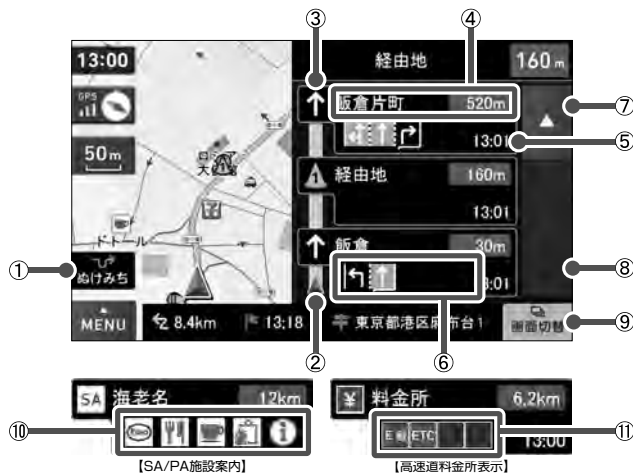 ③
④
13:00
経由地
160m
GPS
飯倉片町
520m
⑦
50m
13:01
⑤
経由地
160m
13:01
ドトール
飯倉
30m
①
ぬけみち
⑧
MENU
8.4km
13:18
東京都港区麻布台1
画面切替
⑨
②
⑥
SA
海老名
12km
¥
料金所
6.2km
⑩
ETC
⑪
13:00
【SA/PA施設案内】
【高速道料金所表示】